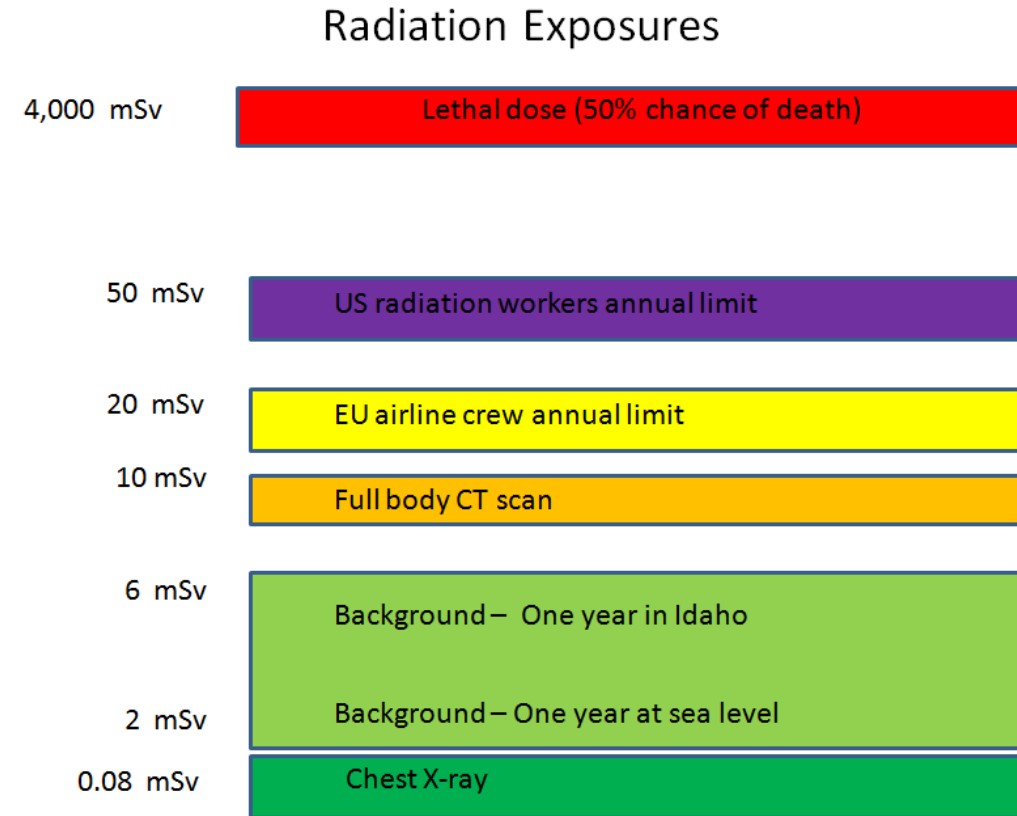 Radiation Exposures
4,000 mSv Lethal dose (50% chance of death)
50 mSv US radiation workers annual limit
20 mSv EU airline crew annual limit
10 mSv Full body CT scan
6 mSv Background – One year in Idaho
2 mSv Background – One year at sea level
0.08 mSv Chest X-ray